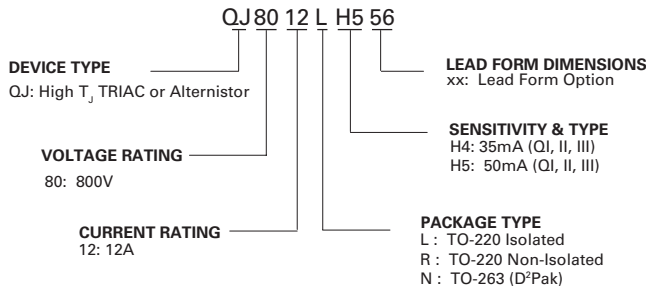 QJ 80 12 L H5 56
DEVICE TYPE
QJ: High TJ TRIAC or Alternistor
VOLTAGE RATING
80: 800V
CURRENT RATING
12: 12A
LEAD FORM DIMENSIONS
xx: Lead Form Option
SENSITIVITY & TYPE
H4: 35mA (QI, II, III)
H5: 50mA (QI, II, III)
PACKAGE TYPE
L : TO-220 Isolated
R : TO-220 Non-Isolated
N : TO-263 (D²Pak)